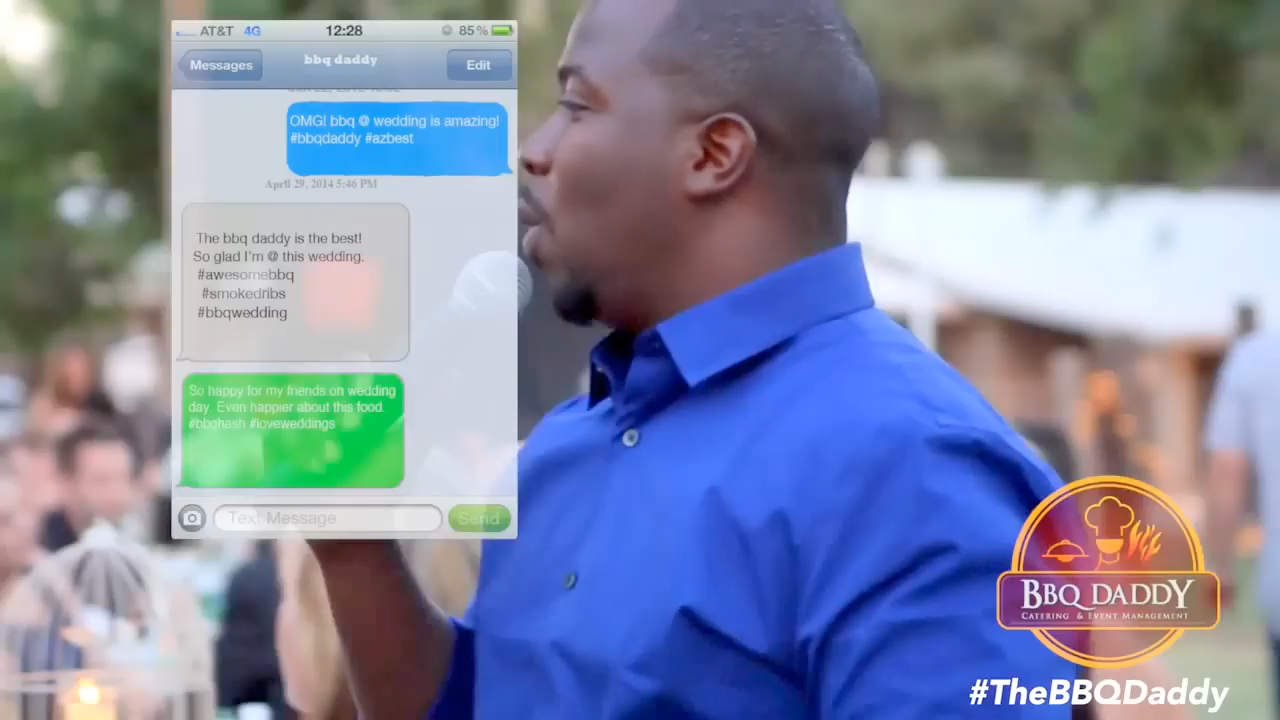 AT&T 4G 12:28 85%
Messages bbq daddy Edit
OMG! bbq @ wedding is amazing!
#bbqdaddy #azbest
April 29, 2014 5:46 PM
The bbq daddy is the best!
So glad I'm @ this wedding.
#awesomebbq
#smokedribs
#bbqwedding
So happy for my friends on wedding
day. Even happier about this food.
#bbqhash #loveweddings
Text Message Send
BBQ DADDY
CATERING & EVENT MANAGEMENT
#TheBBQDaddy